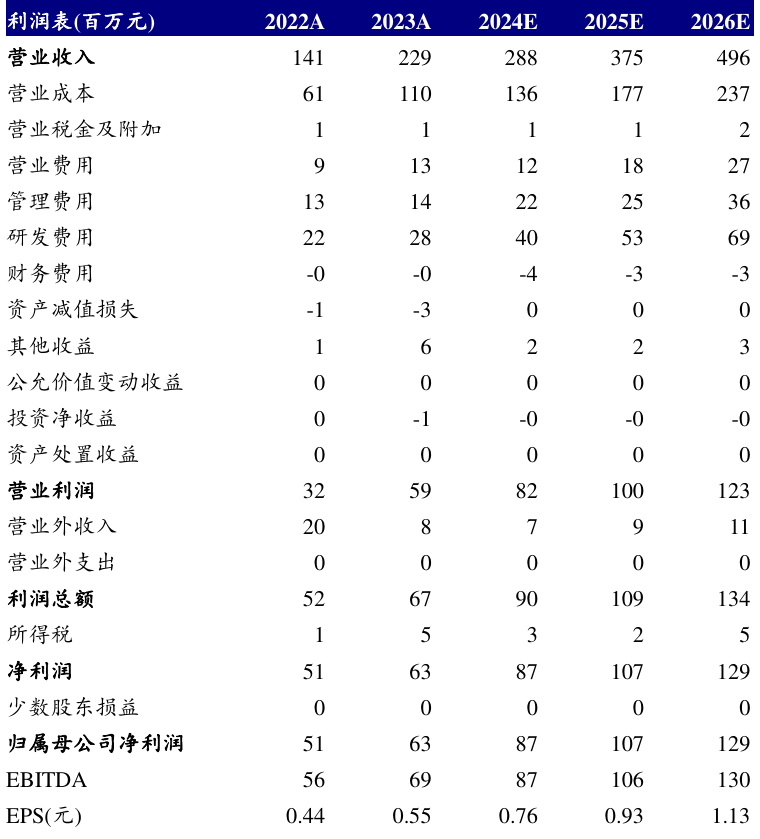 利润表(百万元) 2022A 2023A 2024E 2025E 2026E
营业收入 141 229 288 375 496
营业成本 61 110 136 177 237
营业税金及附加 1 1 1 1 2
营业费用 9 13 12 18 27
管理费用 13 14 22 25 36
研发费用 22 28 40 53 69
财务费用 -0 -0 -4 -3 -3
资产减值损失 -1 -3 0 0 0
其他收益 1 6 2 2 3
公允价值变动收益 0 0 0 0 0
投资净收益 0 -1 -0 -0 -0
资产处置收益 0 0 0 0 0
营业利润 32 59 82 100 123
营业外收入 20 8 7 9 11
营业外支出 0 0 0 0 0
利润总额 52 67 90 109 134
所得税 1 5 3 2 5
净利润 51 63 87 107 129
少数股东损益 0 0 0 0 0
归属母公司净利润 51 63 87 107 129
EBITDA 56 69 87 106 130
EPS(元) 0.44 0.55 0.76 0.93 1.13